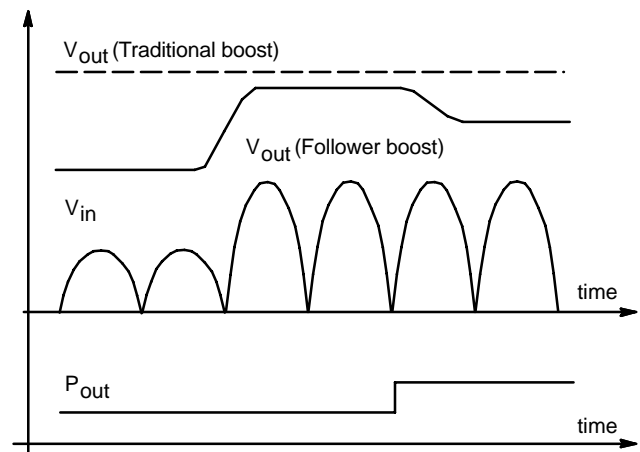 Vout (Traditional boost)
Vout (Follower boost)
Vin
time
Pout
time